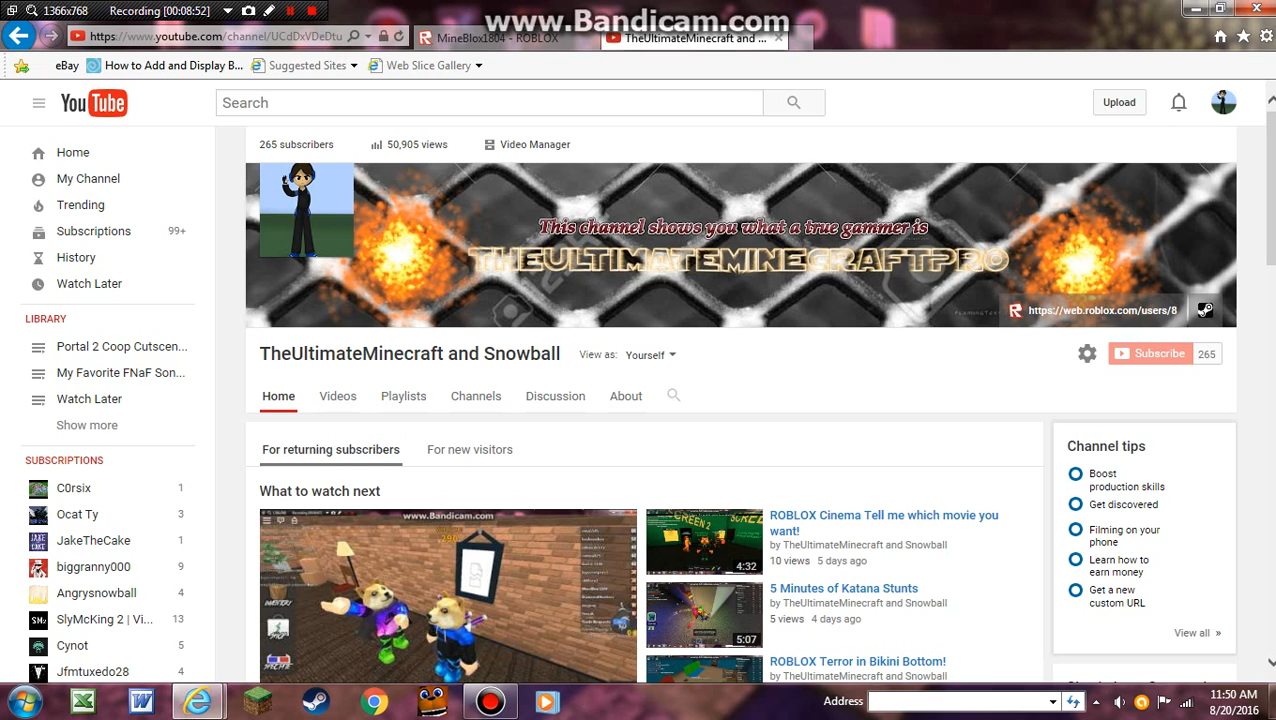 1366x768 Recording [00:08:52]
www.Bandicam.com
https://www.youtube.com/channel/UCdDxVDeDtu
MineBlox1804 - ROBLOX
TheUltimateMinecraft and ...
eBay How to Add and Display B... Suggested Sites Web Slice Gallery
YouTube
Search
Upload
Home
My Channel
Trending
Subscriptions 99+
History
Watch Later
LIBRARY
Portal 2 Coop Cutscen...
My Favorite FNaF Son...
Watch Later
Show more
SUBSCRIPTIONS
C0rsix 1
Ocat Ty 3
JakeTheCake 1
biggranny000 4
Angrysnowball 4
SlyMcKing 2 | Vi... 13
Cynot 5
265 subscribers 50,905 views Video Manager
This channel shows you what a true gammer is
THEULTIMATEMINECRAFTPRO
https://web.roblox.com/users/8
TheUltimateMinecraft and Snowball View as: Yourself
Subscribe 265
Home Videos Playlists Channels Discussion About
For returning subscribers For new visitors
What to watch next
www.Bandicam.com
ROBLOX Cinema Tell me which movie you
want!
by TheUltimateMinecraft and Snowball
10 views 5 days ago
4:32
5 Minutes of Katana Stunts
by TheUltimateMinecraft and Snowball
5 views 4 days ago
5:07
ROBLOX Terror in Bikini Bottom!
by TheUltimateMinecraft and Snowball
Channel tips
Boost
production skills
Get discovered
Filming on your
phone
Learn how to
earn money
Get a new
custom URL
View all »
Address
11:50 AM
8/20/2016